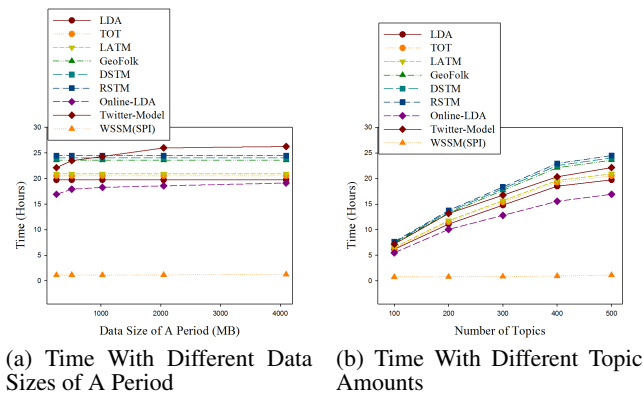 LDA
TOT
LATM
GeoFolk
DSTM
RSTM
Online-LDA
Twitter-Model
WSSM(SPI)
30
25
20
15
10
5
0
Time (Hours)
0
1000
2000
3000
4000
Data Size of A Period (MB)
(a) Time With Different Data
Sizes of A Period
LDA
TOT
LATM
GeoFolk
DSTM
RSTM
Online-LDA
Twitter-Model
WSSM(SPI)
30
25
20
15
10
5
0
Time (Hours)
100
200
300
400
500
Number of Topics
(b) Time With Different Topic
Amounts